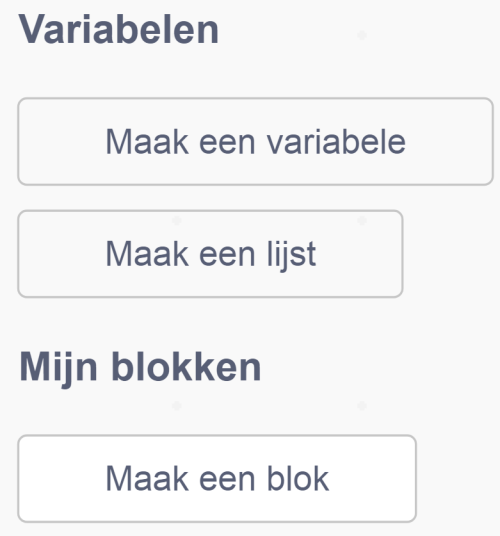 Variabelen
Maak een variabele
Maak een lijst
Mijn blokken
Maak een blok